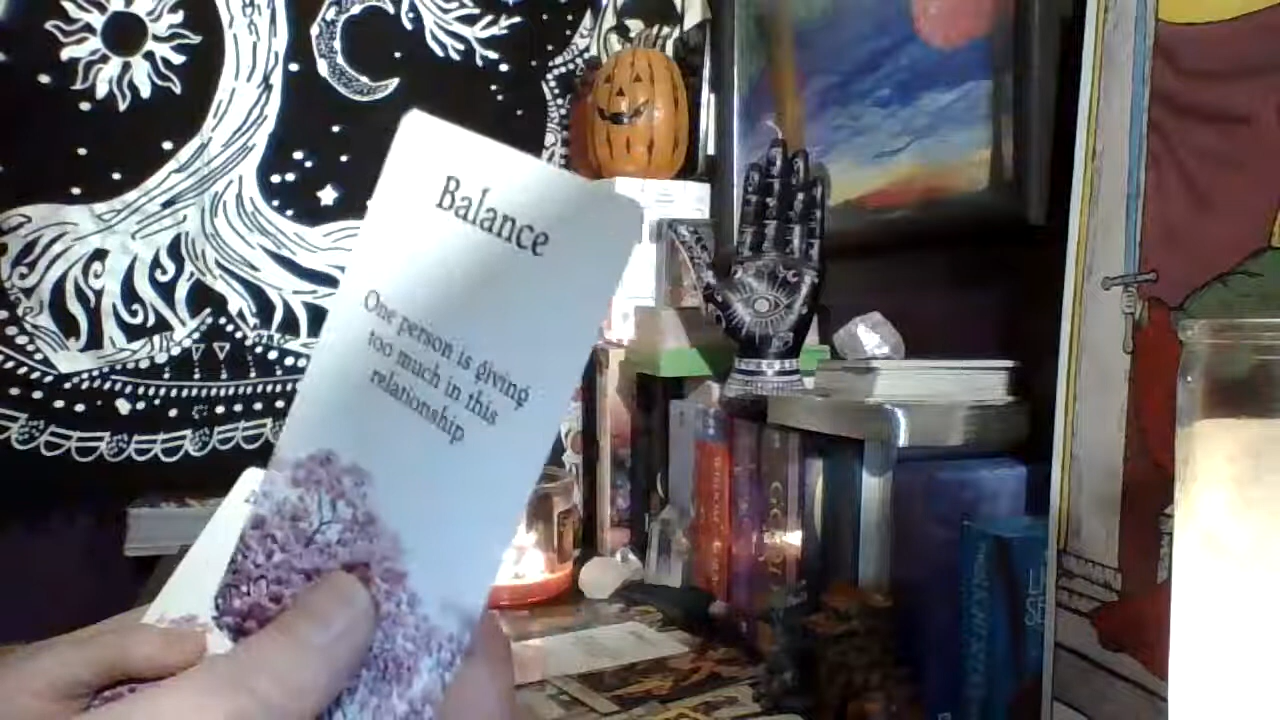 Balance
One person is giving
too much in this
relationship